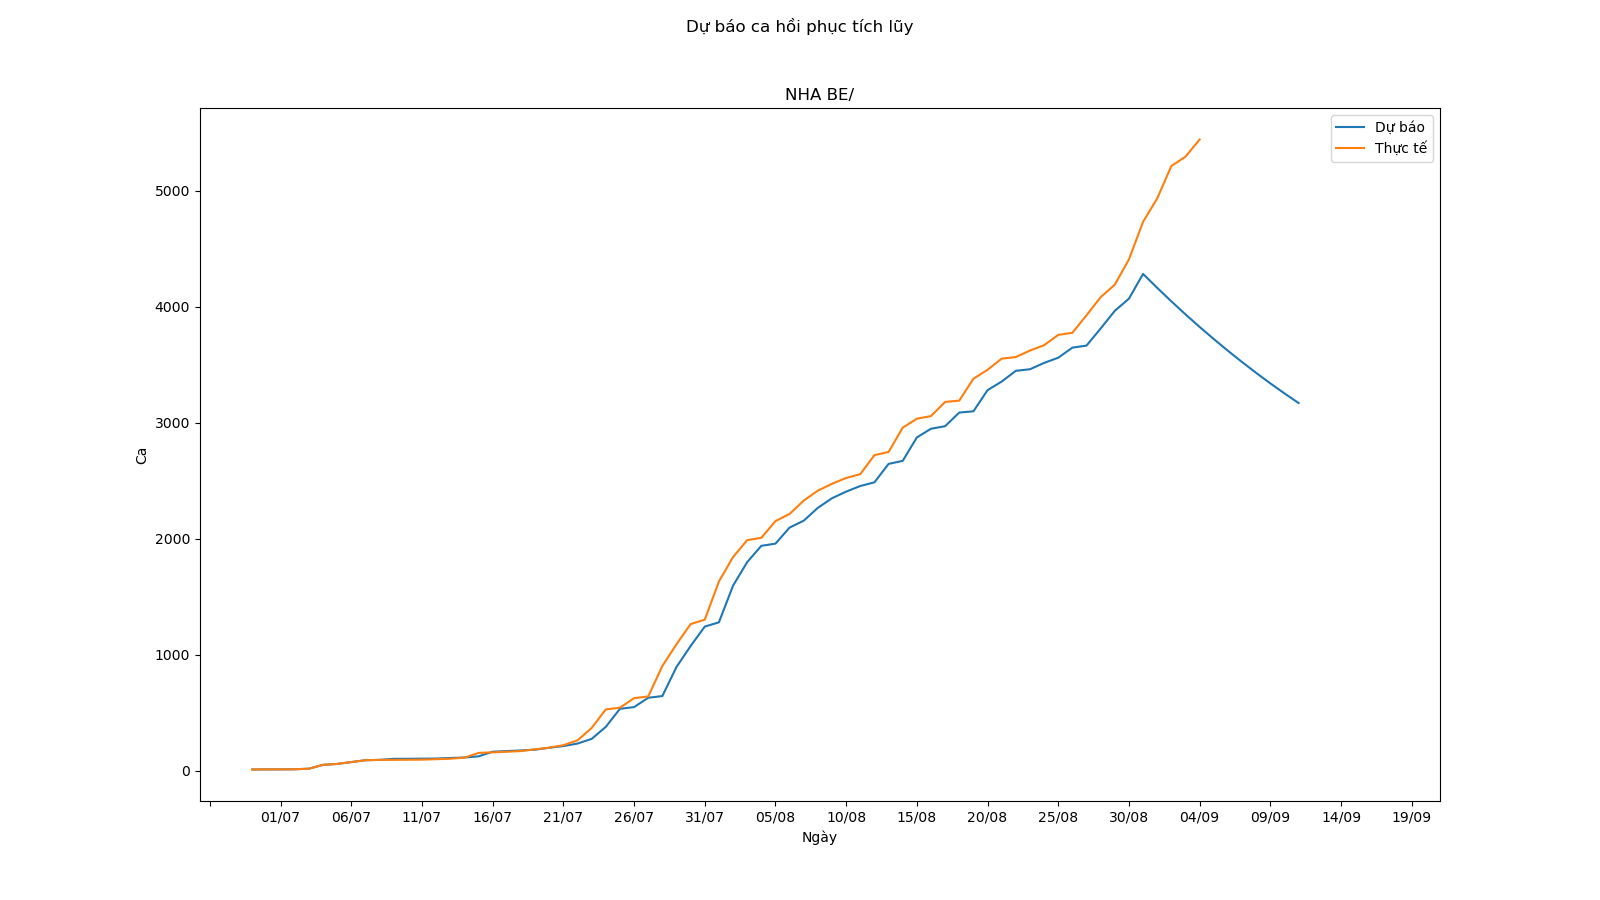 Dự báo ca hồi phục tích lũy
NHA BE/
Dự báo
Thực tế
5000
4000
3000
2000
1000
0
Ca
01/07 06/07 11/07 16/07 21/07 26/07 31/07 05/08 10/08 15/08 20/08 25/08 30/08 04/09 09/09 14/09 19/09
Ngày